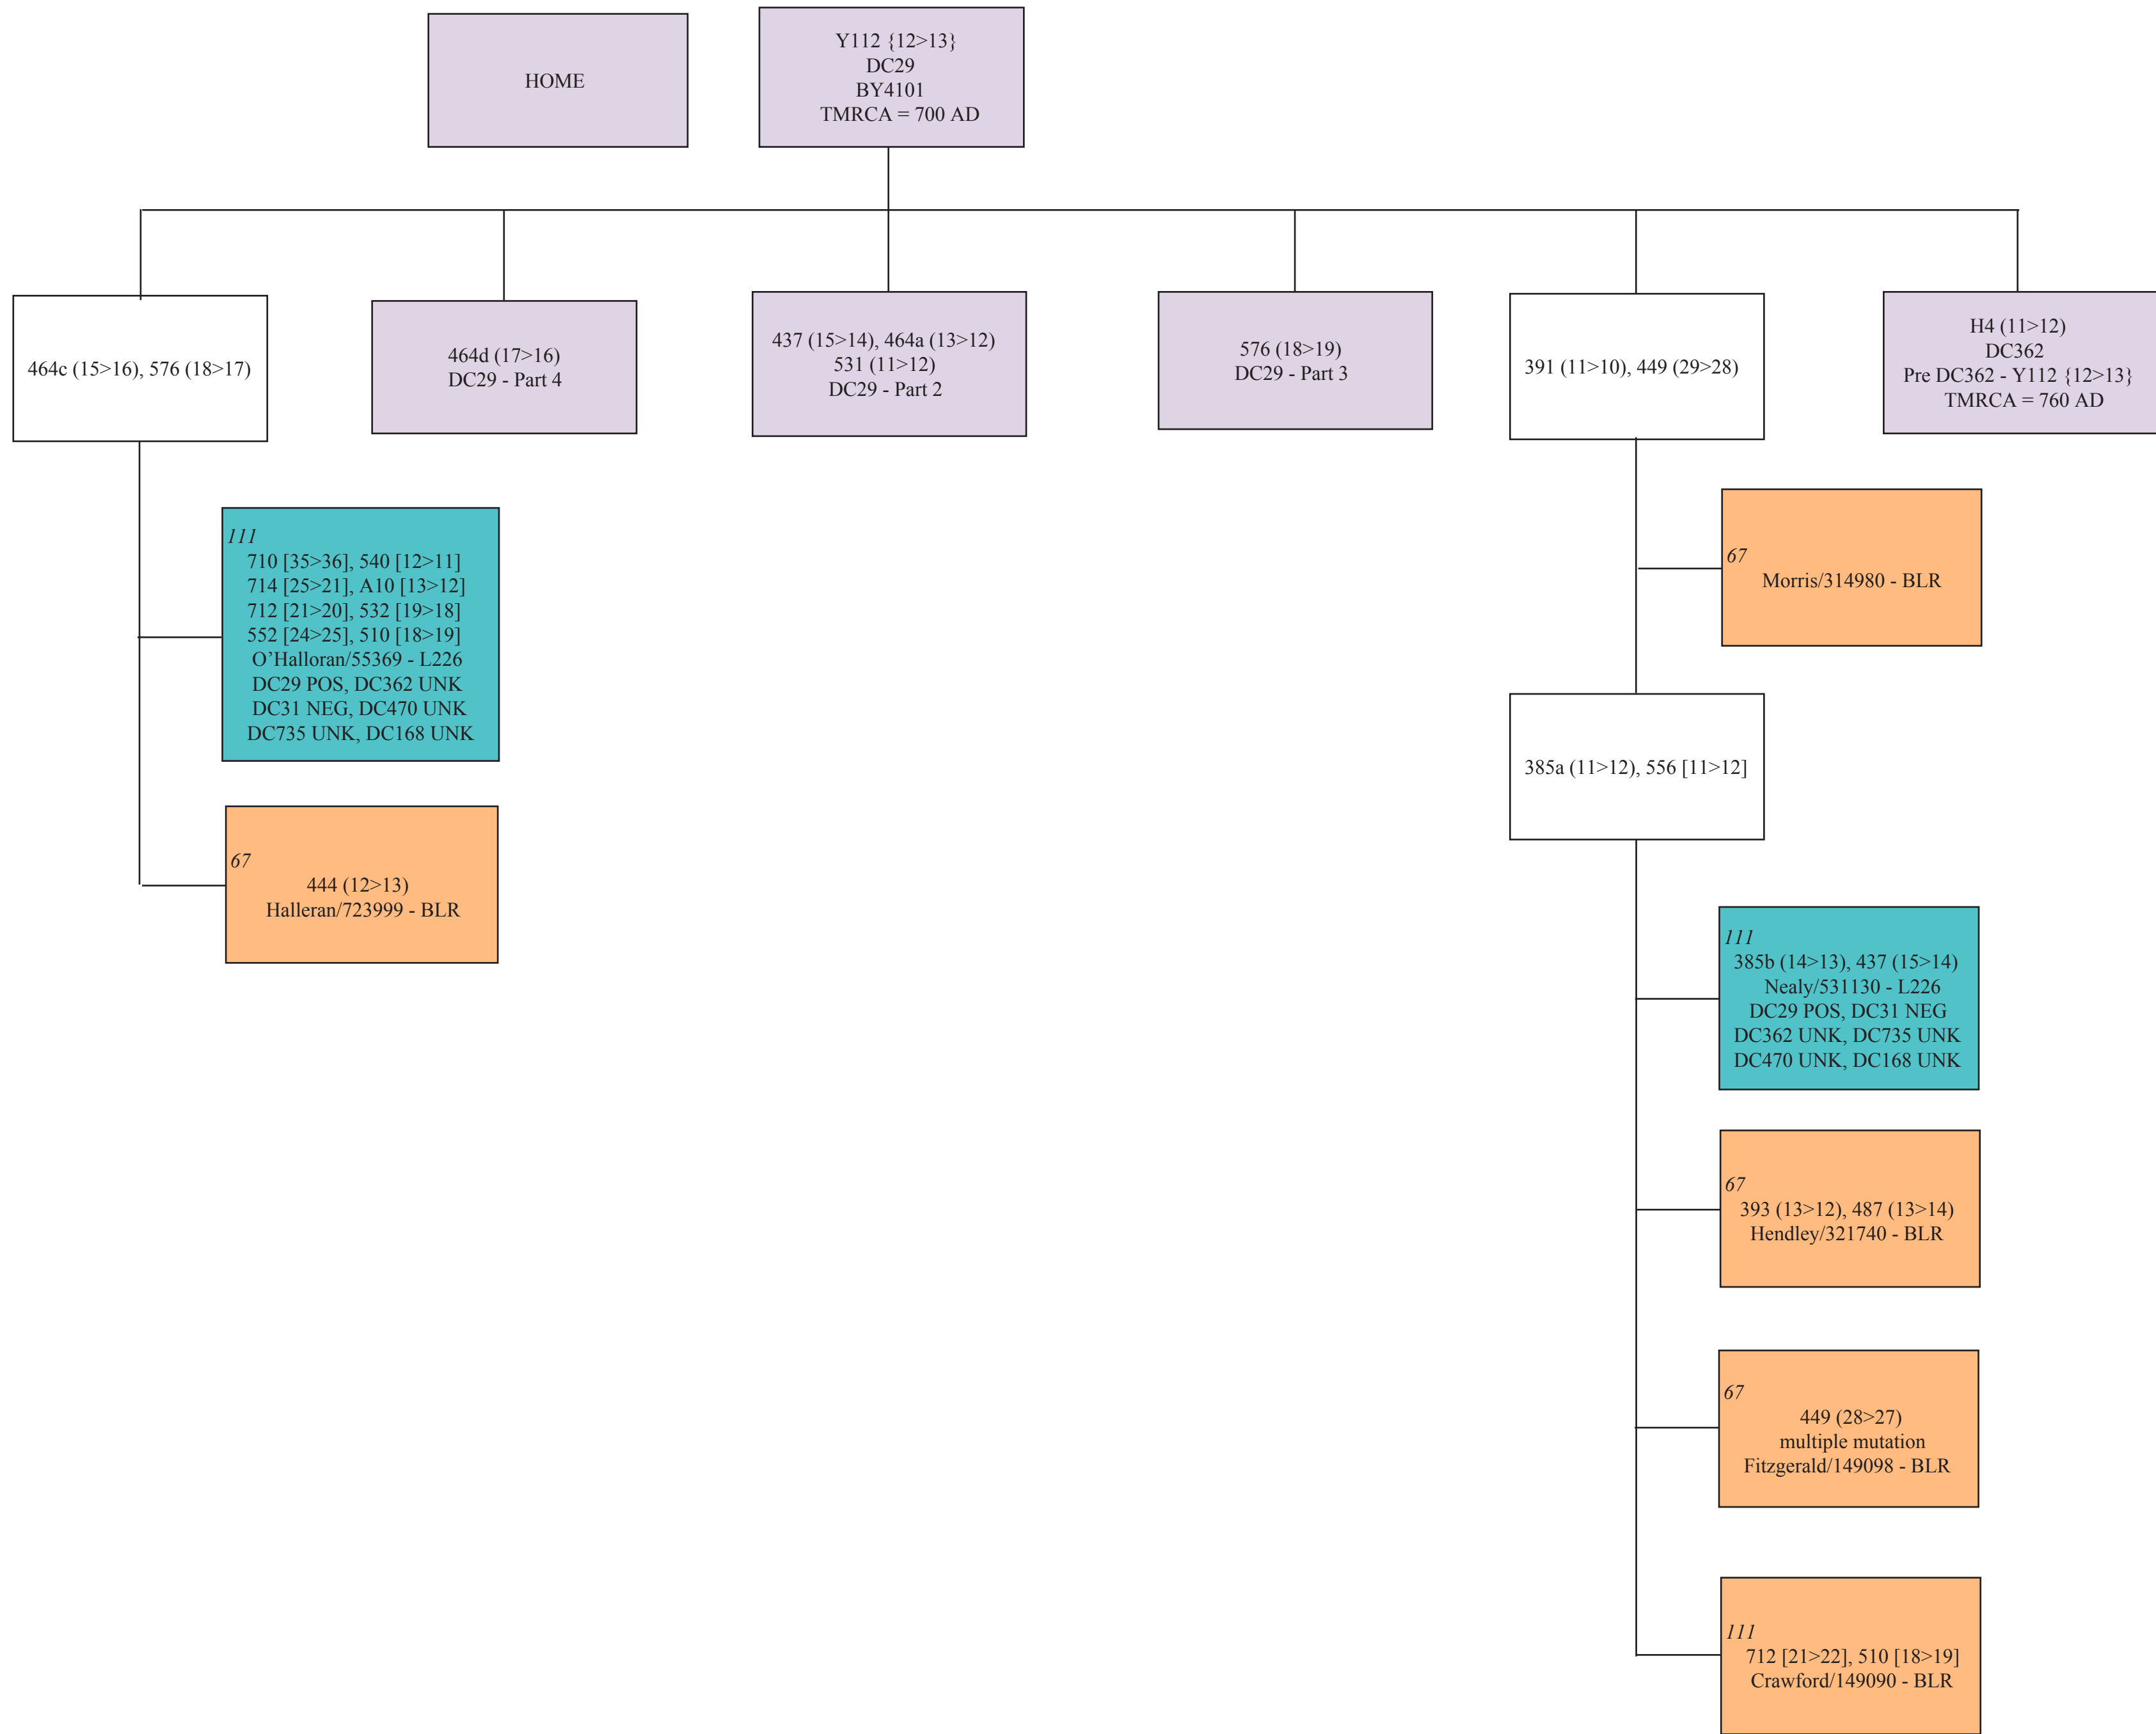 HOME
Y112 {12>13}
DC29
BY4101
TMRCA = 700 AD
464c (15>16), 576 (18>17)
464d (17>16)
DC29 - Part 4
437 (15>14), 464a (13>12)
531 (11>12)
DC29 - Part 2
576 (18>19)
DC29 - Part 3
391 (11>10), 449 (29>28)
H4 (11>12)
DC362
Pre DC362 - Y112 {12>13}
TMRCA = 760 AD
111
710 [35>36], 540 [12>11]
714 [25>21], A10 [13>12]
712 [21>20], 532 [19>18]
552 [24>25], 510 [18>19]
O’Halloran/55369 - L226
DC29 POS, DC362 UNK
DC31 NEG, DC470 UNK
DC735 UNK, DC168 UNK
67
444 (12>13)
Halleran/723999 - BLR
67
Morris/314980 - BLR
385a (11>12), 556 [11>12]
111
385b (14>13), 437 (15>14)
Nealy/531130 - L226
DC29 POS, DC31 NEG
DC362 UNK, DC735 UNK
DC470 UNK, DC168 UNK
67
393 (13>12), 487 (13>14)
Hendley/321740 - BLR
67
449 (28>27)
multiple mutation
Fitzgerald/149098 - BLR
111
712 [21>22], 510 [18>19]
Crawford/149090 - BLR